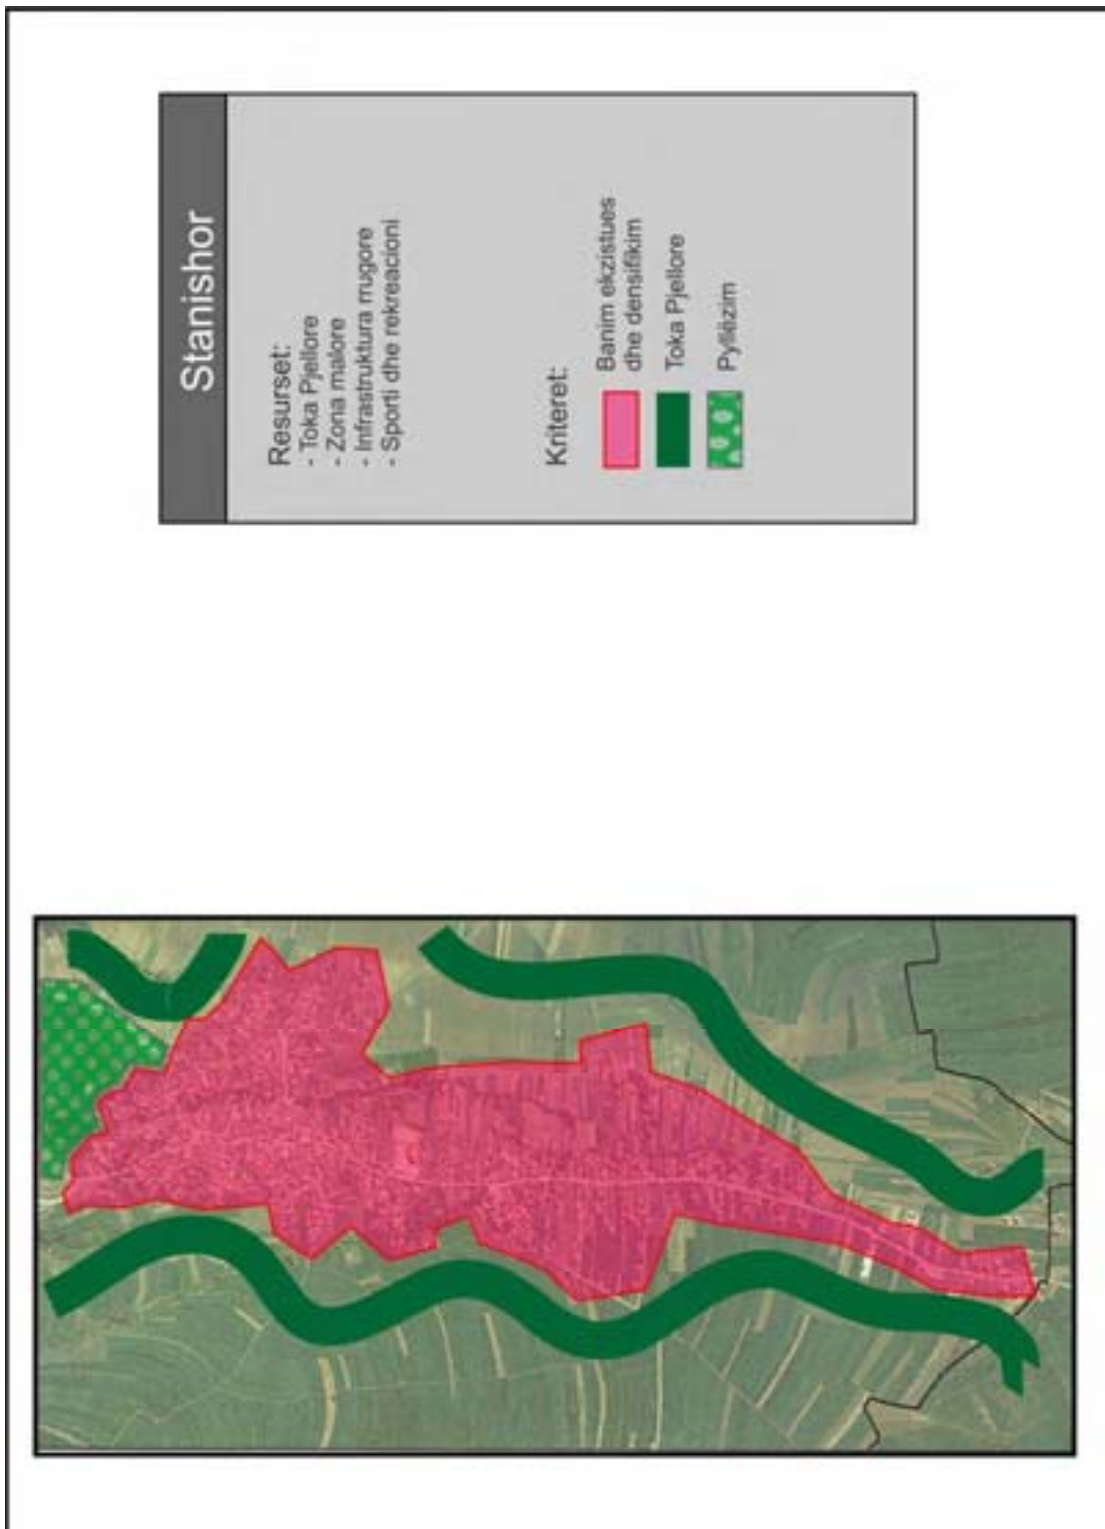 Stanishor
Resurset:
- Toka Pjellore
- Zona malore
- Infrastruktura rrugore
- Sporti dhe rekreacioni
Kriteret:
Banim ekzistues
dhe densifikim
Toka Pjellore
Pyllëzim